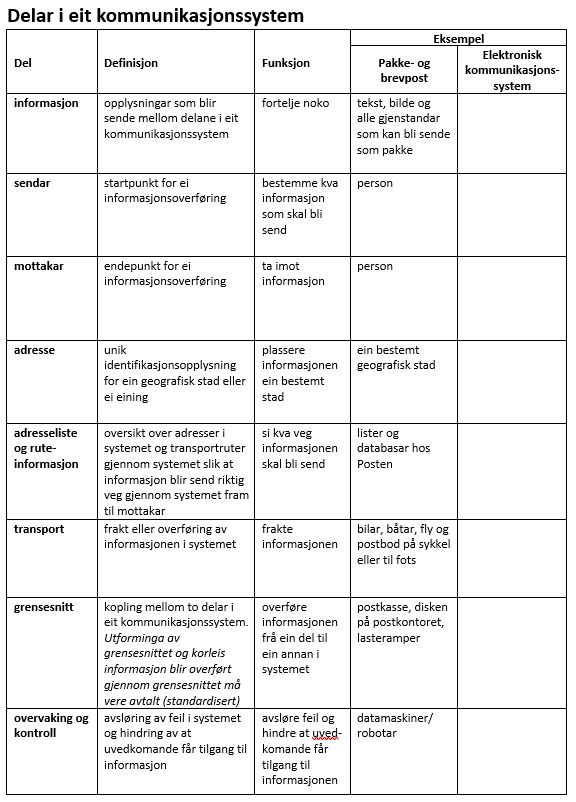 Delar i eit kommunikasjonssystem
Eksempel
Del
Definisjon
Funksjon
Pakke- og
brevpost
Elektronisk
kommunikasjons-
system
informasjon
opplysningar som blir
sende mellom delane i eit
kommunikasjonssystem
fortelje noko
tekst, bilde og
alle gjenstandar
som kan bli sende
som pakke
sendar
startpunkt for ei
informasjonsoverføring
bestemme kva
informasjon
som skal bli
send
person
mottakar
endepunkt for ei
informasjonsoverføring
ta imot
informasjon
person
adresse
unik
identifikasjonsopplysning
for ein geografisk stad eller
ei eining
plassere
informasjonen
ein bestemt
stad
ein bestemt
geografisk stad
adresseliste
og rute-
informasjon
oversikt over adresser i
systemet og transportruter
gjennom systemet slik at
informasjon blir send riktig
veg gjennom systemet fram
til mottakar
si kva veg
informasjonen
skal bli send
lister og
databasar hos
Posten
transport
frakt eller overføring av
informasjonen i systemet
frakte
informasjonen
bilar, båtar, fly og
postbod på sykkel
eller til fots
grensesnitt
kopling mellom to delar i
eit kommunikasjonssystem.
Utforminga av
grensesnittet og korleis
informasjon blir overført
gjennom grensesnittet må
vere avtalt (standardisert)
overføre
informasjonen
frå ein del til
ein annan i
systemet
postkasse, disken
på postkontoret,
lasteramper
overvaking og
kontroll
avsløring av feil i systemet
og hindring av at
uvedkomande får tilgang til
informasjon
avsløre feil og
hindre at uved-
komande får
tilgang til
informasjonen
datamaskiner/
robotar